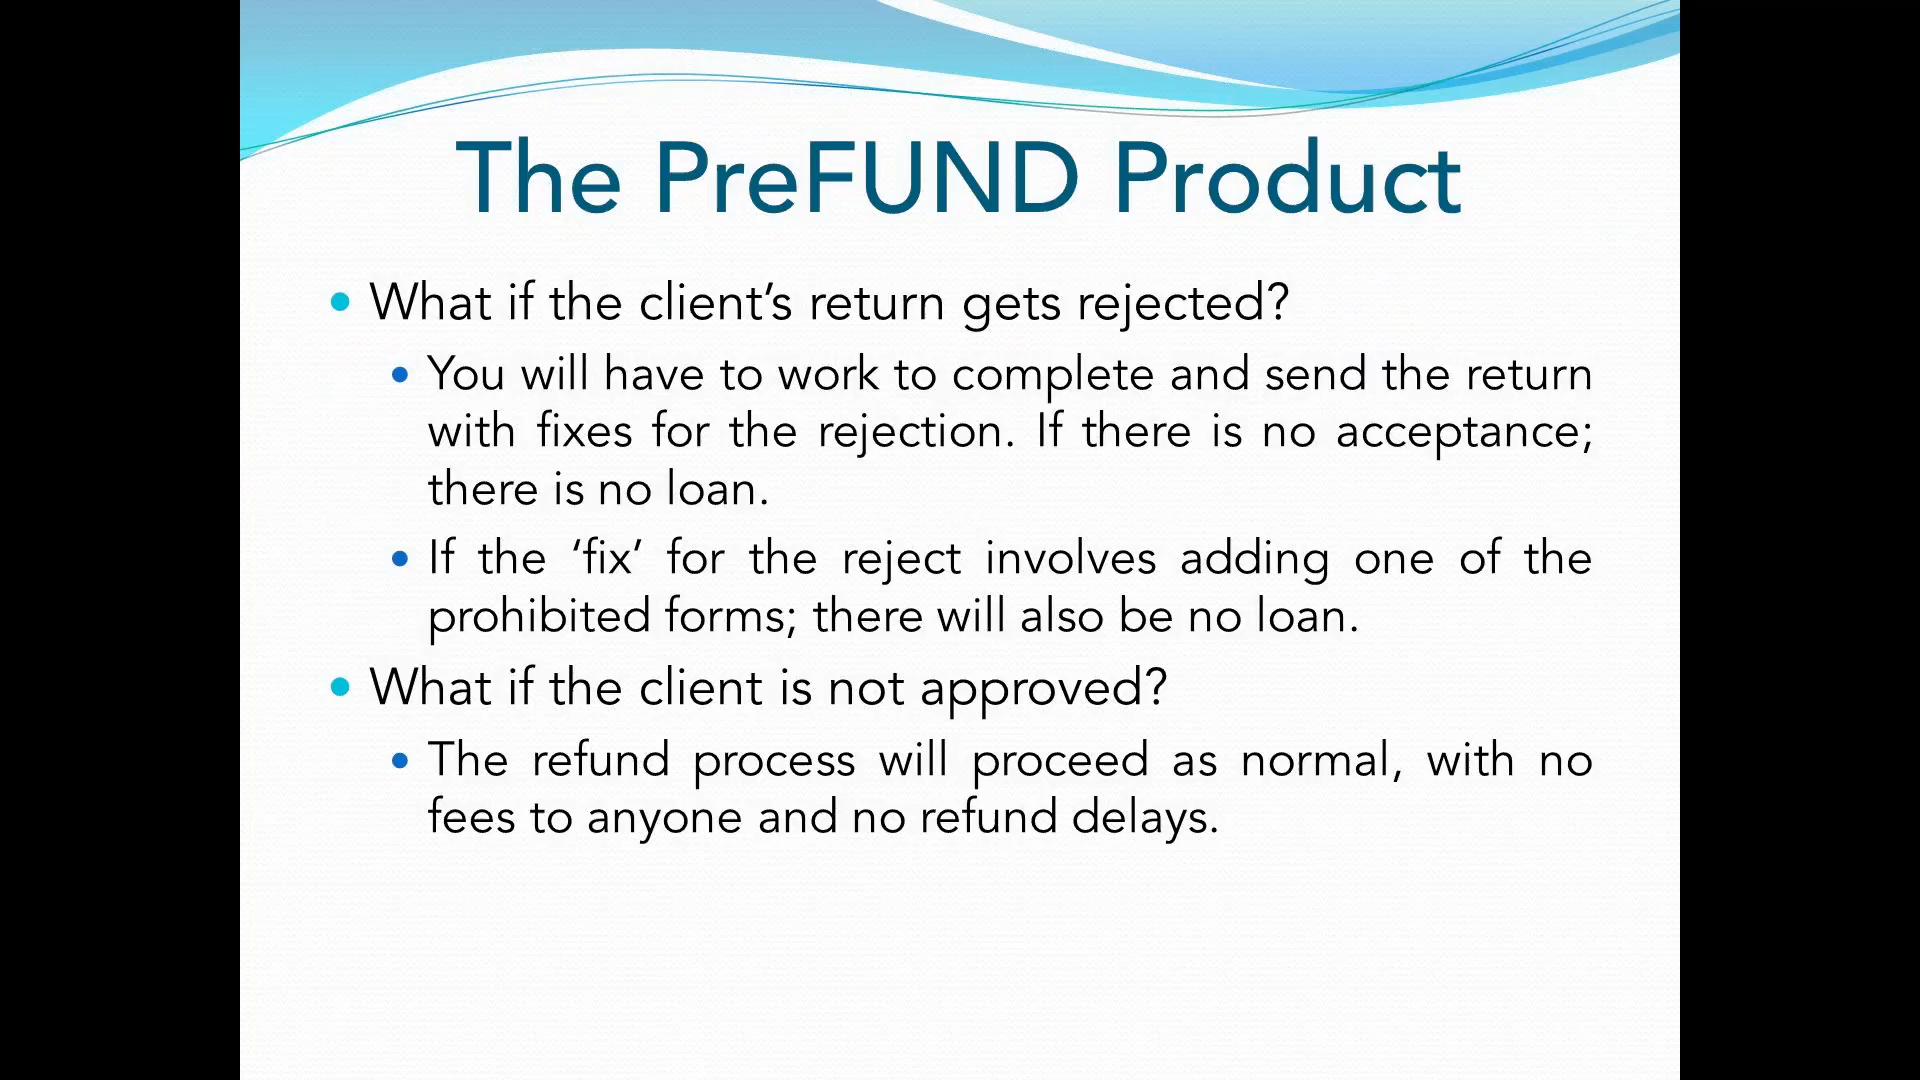 The PreFUND Product
• What if the client’s return gets rejected?
• You will have to work to complete and send the return
with fixes for the rejection. If there is no acceptance;
there is no loan.
• If the ‘fix’ for the reject involves adding one of the
prohibited forms; there will also be no loan.
• What if the client is not approved?
• The refund process will proceed as normal, with no
fees to anyone and no refund delays.